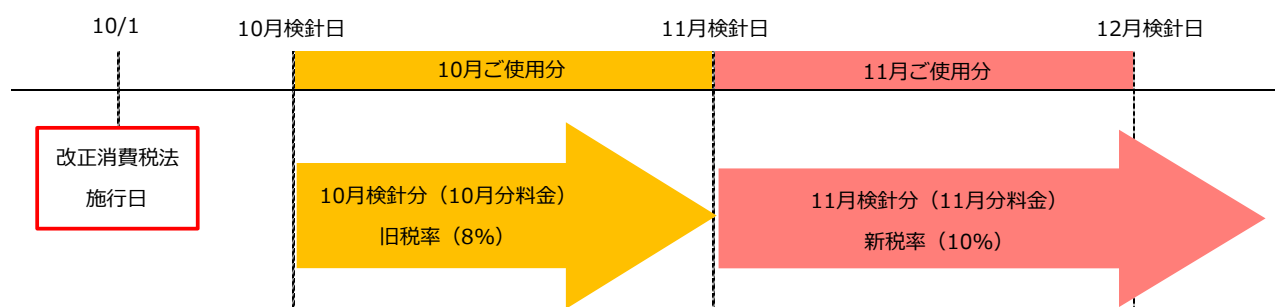 10/1
10月検針日
11月検針日
12月検針日
10月ご使用分
11月ご使用分
改正消費税法
施行日
10月検針分（10月分料金）
旧税率（8%）
11月検針分（11月分料金）
新税率（10%）